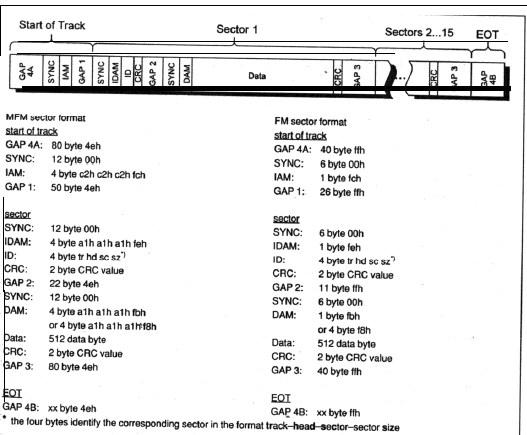 Start of Track Sector 1 Sectors 2...15 EOT
GAP 4A SYNC IAM GAP 1 SYNC IDAM ID CRC GAP 2 SYNC DAM Data CRC GAP 3 ... CRC GAP 3 GAP 4B
MFM sector format
start of track
GAP 4A: 80 byte 4eh
SYNC: 12 byte 00h
IAM: 4 byte c2h c2h c2h fch
GAP 1: 50 byte 4eh
sector
SYNC: 12 byte 00h
IDAM: 4 byte a1h a1h a1h feh
ID: 4 byte tr hd sc sz*)
CRC: 2 byte CRC value
GAP 2: 22 byte 4eh
SYNC: 12 byte 00h
DAM: 4 byte a1h a1h a1h fbh
or 4 byte a1h a1h a1h f8h
Data: 512 data byte
CRC: 2 byte CRC value
GAP 3: 80 byte 4eh
EOT
GAP 4B: xx byte 4eh
FM sector format
start of track
GAP 4A: 40 byte ffh
SYNC: 6 byte 00h
IAM: 1 byte fch
GAP 1: 26 byte ffh
sector
SYNC: 6 byte 00h
IDAM: 1 byte feh
ID: 4 byte tr hd sc sz*)
CRC: 2 byte CRC value
GAP 2: 11 byte ffh
SYNC: 6 byte 00h
DAM: 1 byte fbh
or 4 byte f8h
Data: 512 data byte
CRC: 2 byte CRC value
GAP 3: 40 byte ffh
EOT
GAP 4B: xx byte ffh
* the four bytes identify the corresponding sector in the format track–head–sector–sector size